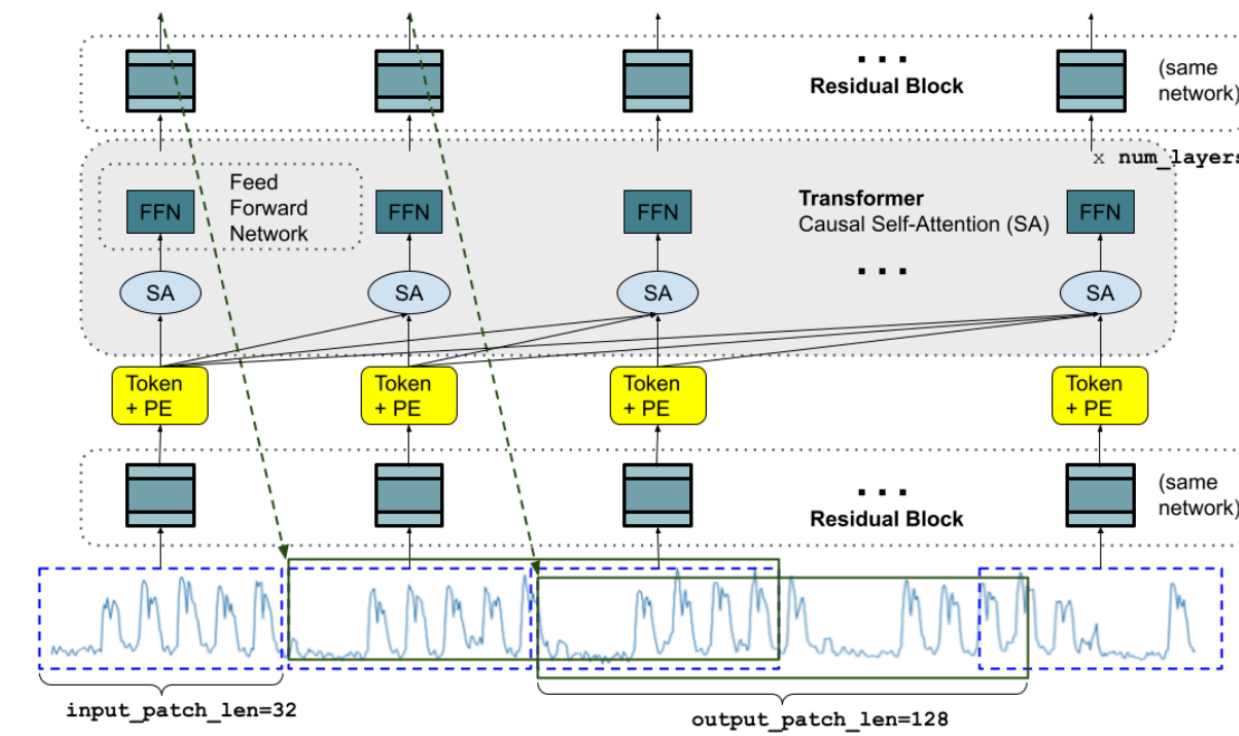 . . .
Residual Block
(same
network)
x num_layers
Feed
Forward
Network
FFN
FFN
FFN
Transformer
Causal Self-Attention (SA)
FFN
. . .
SA
SA
SA
SA
Token
+ PE
Token
+ PE
Token
+ PE
Token
+ PE
. . .
Residual Block
(same
network)
input_patch_len=32
output_patch_len=128